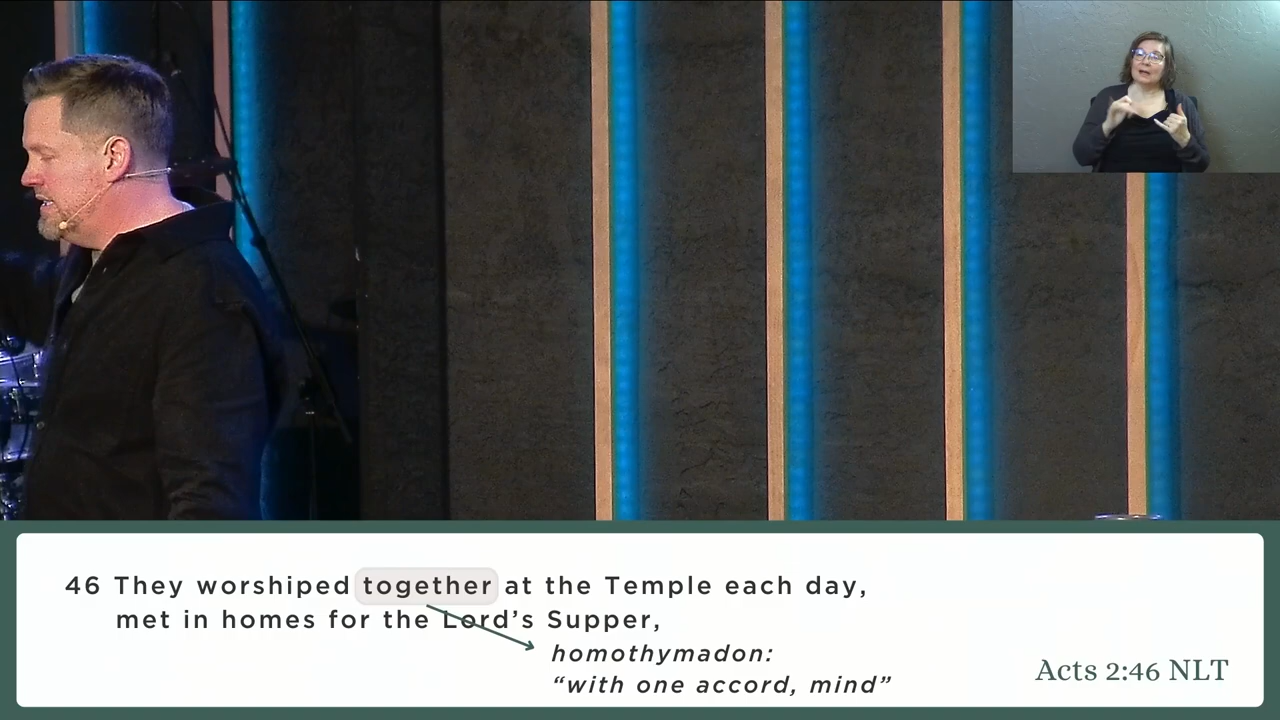 46 They worshiped together at the Temple each day,
met in homes for the Lord’s Supper,
homothymadon:
“with one accord, mind”
Acts 2:46 NLT